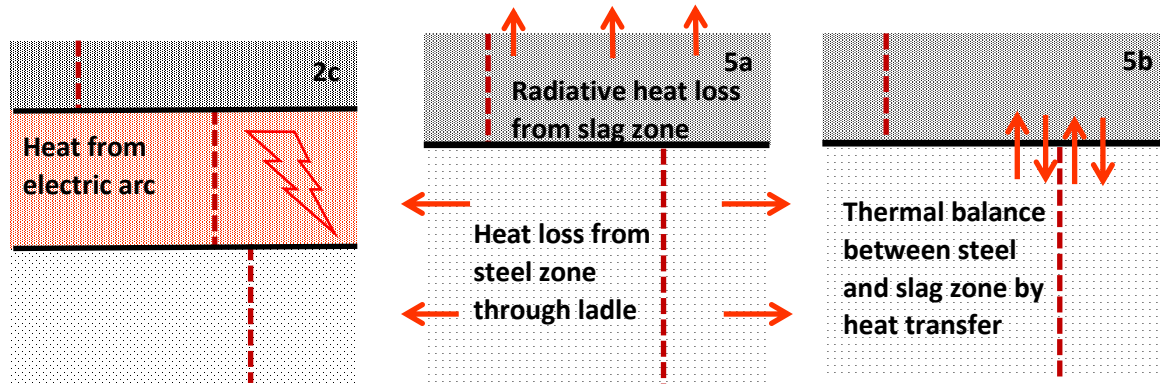 2c
Heat from
electric arc
5a
Radiative heat loss
from slag zone
Heat loss from
steel zone
through ladle
5b
Thermal balance
between steel
and slag zone by
heat transfer